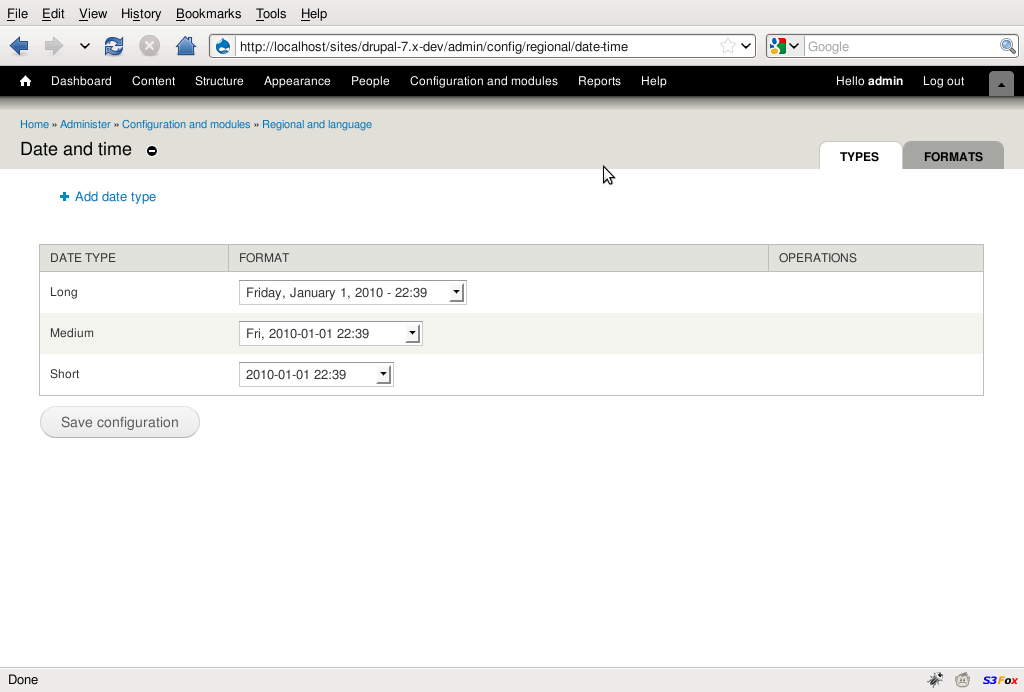 File Edit View History Bookmarks Tools Help
http://localhost/sites/drupal-7.x-dev/admin/config/regional/date-time
Google
Dashboard Content Structure Appearance People Configuration and modules Reports Help Hello admin Log out
Home » Administer » Configuration and modules » Regional and language
Date and time
TYPES FORMATS
Add date type
DATE TYPE FORMAT OPERATIONS
Long Friday, January 1, 2010 - 22:39
Medium Fri, 2010-01-01 22:39
Short 2010-01-01 22:39
Save configuration
Done S3Fox